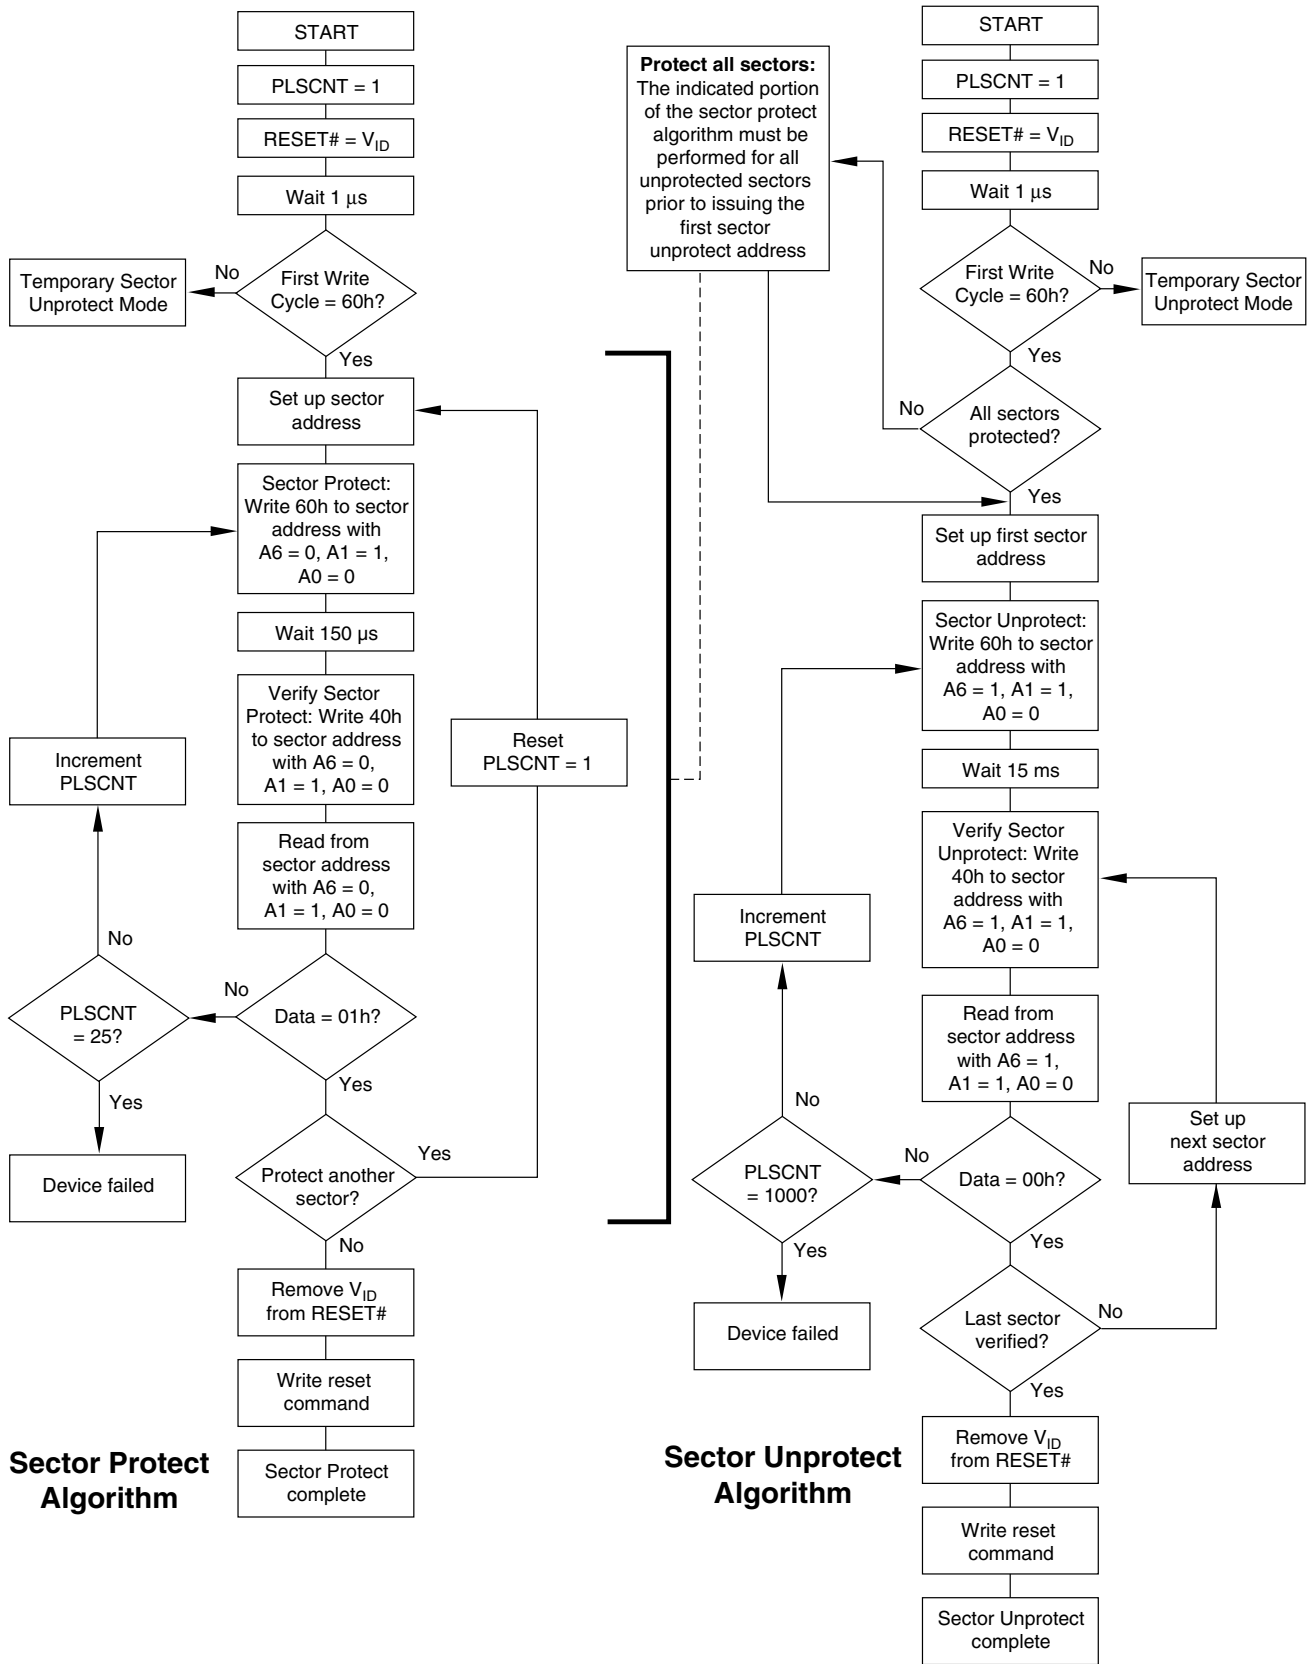 START
PLSCNT = 1
RESET# = VID
Wait 1 μs
First Write
Cycle = 60h?
No
Temporary Sector
Unprotect Mode
Yes
Set up sector
address
Sector Protect:
Write 60h to sector
address with
A6 = 0, A1 = 1,
A0 = 0
Wait 150 µs
Verify Sector
Protect: Write 40h
to sector address
with A6 = 0,
A1 = 1, A0 = 0
Reset
PLSCNT = 1
Increment
PLSCNT
Read from
sector address
with A6 = 0,
A1 = 1, A0 = 0
No
No
PLSCNT
= 25?
Data = 01h?
Yes
Yes
Device failed
Protect another
sector?
Yes
No
Remove VID
from RESET#
Write reset
command
Sector Protect
complete
Sector Protect
Algorithm
Protect all sectors:
The indicated portion
of the sector protect
algorithm must be
performed for all
unprotected sectors
prior to issuing the
first sector
unprotect address
START
PLSCNT = 1
RESET# = VID
Wait 1 μs
First Write
Cycle = 60h?
No
Temporary Sector
Unprotect Mode
Yes
No
All sectors
protected?
Yes
Set up first sector
address
Sector Unprotect:
Write 60h to sector
address with
A6 = 1, A1 = 1,
A0 = 0
Wait 15 ms
Verify Sector
Unprotect: Write
40h to sector
address with
A6 = 1, A1 = 1,
A0 = 0
Increment
PLSCNT
Read from
sector address
with A6 = 1,
A1 = 1, A0 = 0
No
Set up
next sector
address
No
PLSCNT
= 1000?
Data = 00h?
Yes
Yes
Device failed
Last sector
verified?
No
Yes
Remove VID
from RESET#
Write reset
command
Sector Unprotect
complete
Sector Unprotect
Algorithm